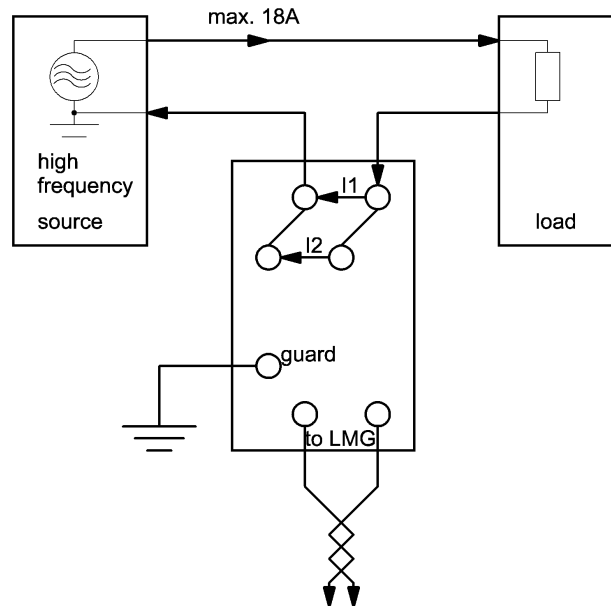 max. 18A
high
frequency
source
load
I1
I2
guard
to LMG